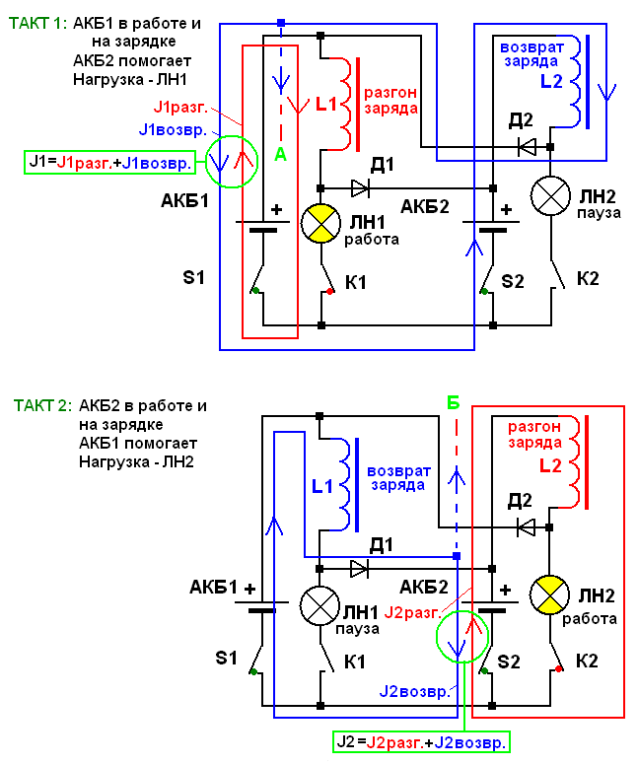 ТАКТ 1: АКБ1 в работе и
на зарядке
АКБ2 помогает
Нагрузка - ЛН1
возврат
заряда
L2
J1разг.
J1возвр.
L1
разгон
заряда
Д2
J1=J1разг.+J1возвр.
А
Д1
АКБ1
+
ЛН1
работа
АКБ2
+
ЛН2
пауза
S1
К1
S2
К2
ТАКТ 2: АКБ2 в работе и
на зарядке
АКБ1 помогает
Нагрузка - ЛН2
Б
разгон
заряда
L2
возврат
заряда
L1
Д2
Д1
АКБ1
+
ЛН1
пауза
АКБ2
+
J2разг.
ЛН2
работа
S1
К1
S2
К2
J2возвр.
J2=J2разг.+J2возвр.